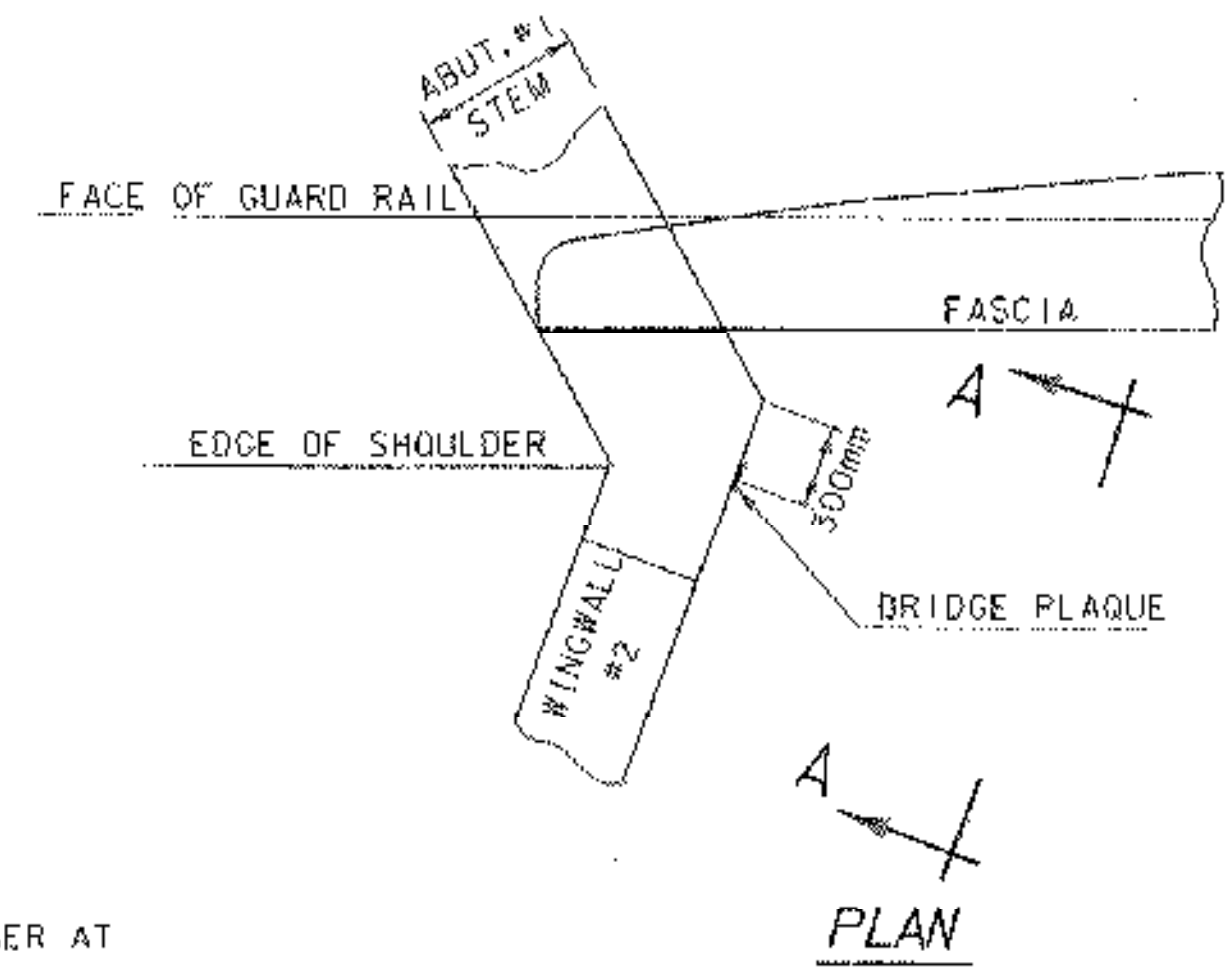 ABUT. #1
STEM
FACE OF GUARD RAIL
FASCIA
A
EDGE OF SHOULDER
300mm
BRIDGE PLAQUE
WINGWALL
#2
A
PLAN
ER AT